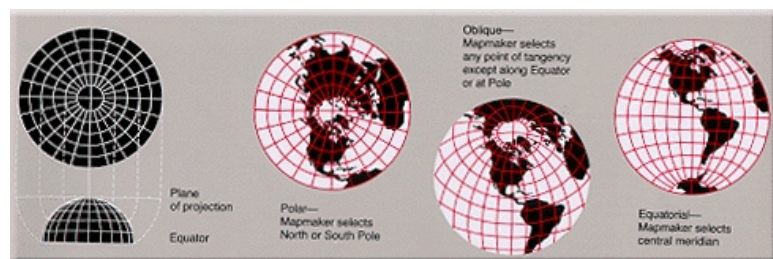 Plane
of projection
Equator
Polar—
Mapmaker selects
North or South Pole
Oblique—
Mapmaker selects
any point of tangency
except along Equator
or at Pole
Equatorial—
Mapmaker selects
central meridian